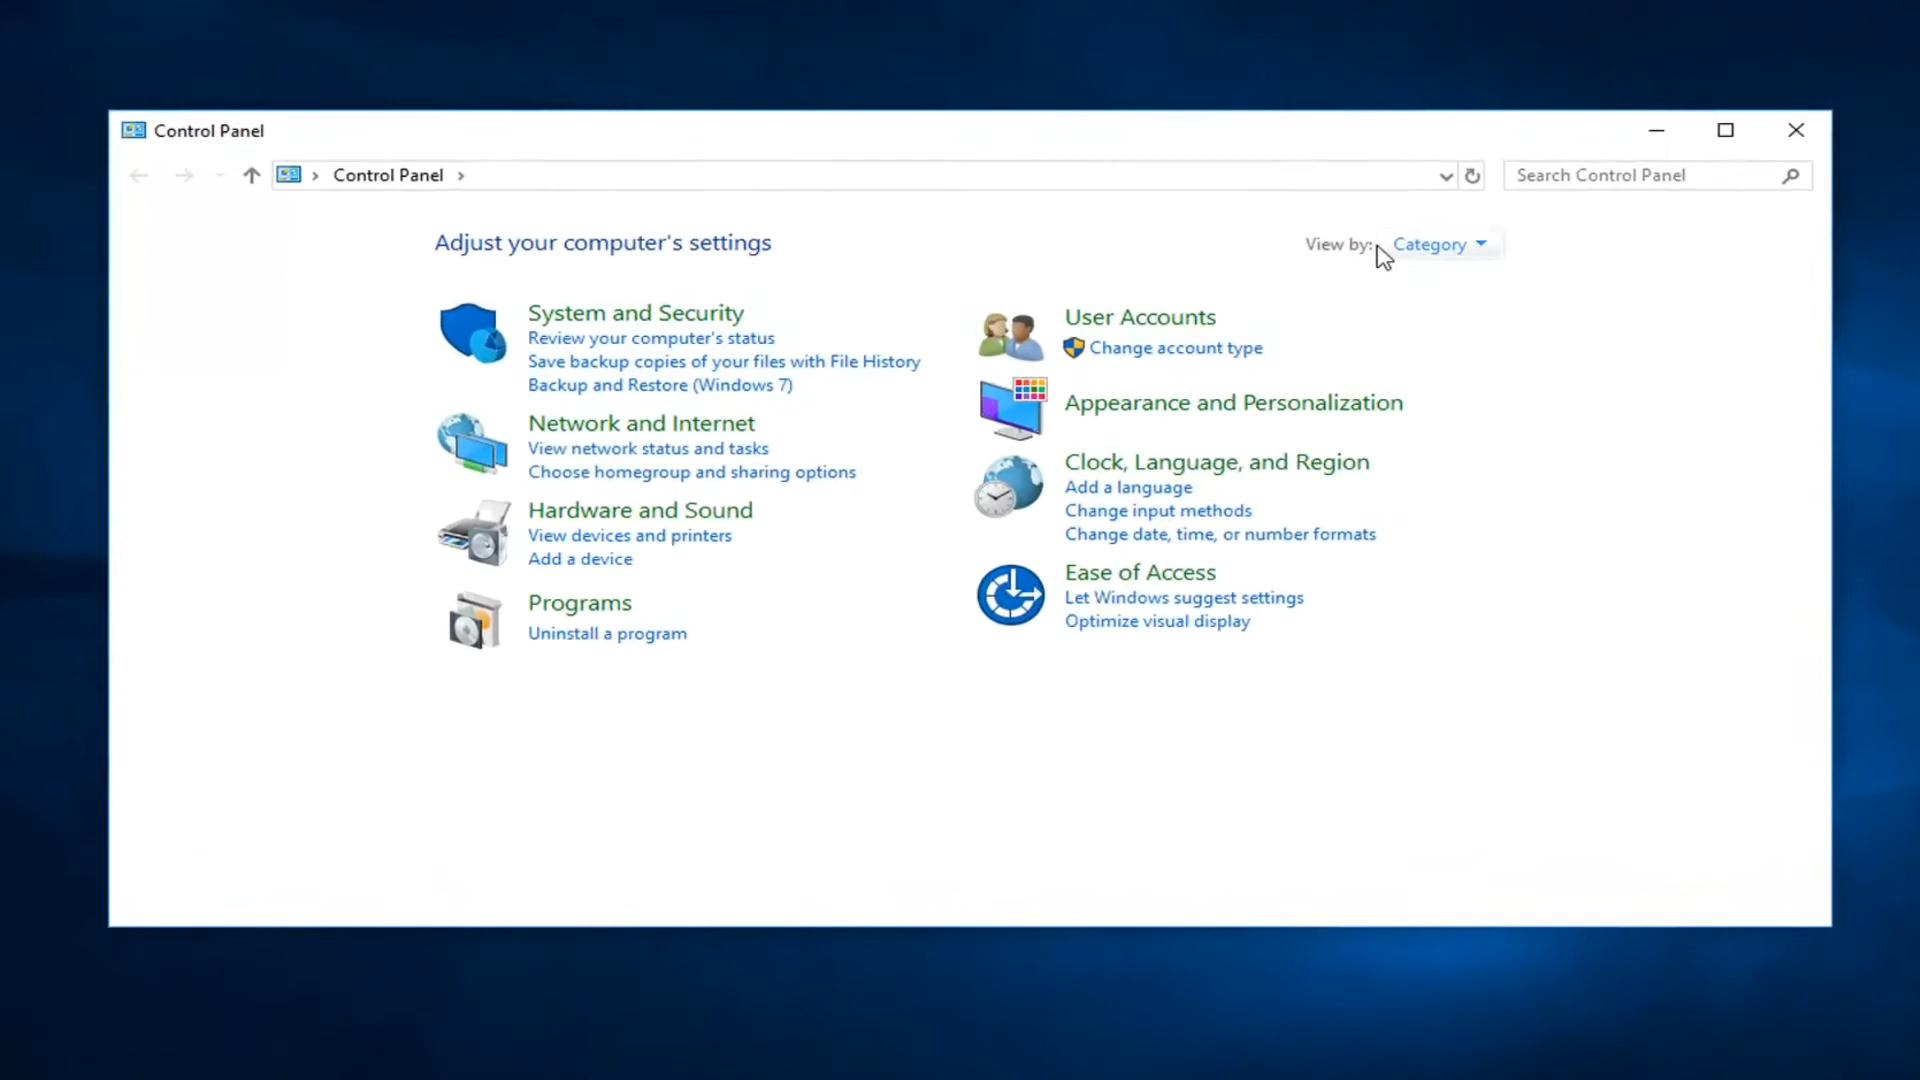 Control Panel
Control Panel
Search Control Panel
Adjust your computer's settings
View by: Category
System and Security
Review your computer's status
Save backup copies of your files with File History
Backup and Restore (Windows 7)
Network and Internet
View network status and tasks
Choose homegroup and sharing options
Hardware and Sound
View devices and printers
Add a device
Programs
Uninstall a program
User Accounts
Change account type
Appearance and Personalization
Clock, Language, and Region
Add a language
Change input methods
Change date, time, or number formats
Ease of Access
Let Windows suggest settings
Optimize visual display